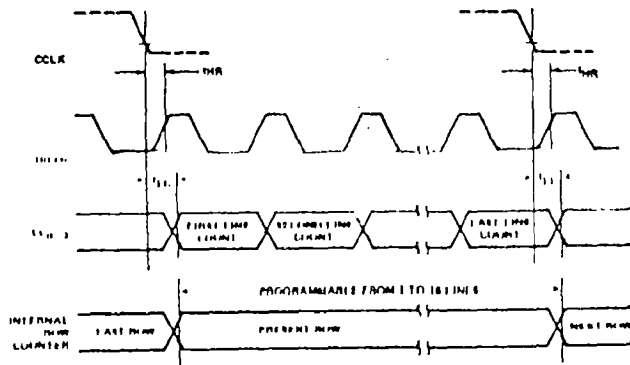 CCLK
tHR
tHR
FIRST LINE
COUNT
SECOND LINE
COUNT
LAST LINE
COUNT
PROGRAMMABLE FROM 1 TO 16 LINES
INTERNAL
ROW
COUNTER
LAST ROW
PRESENT ROW
NEXT ROW